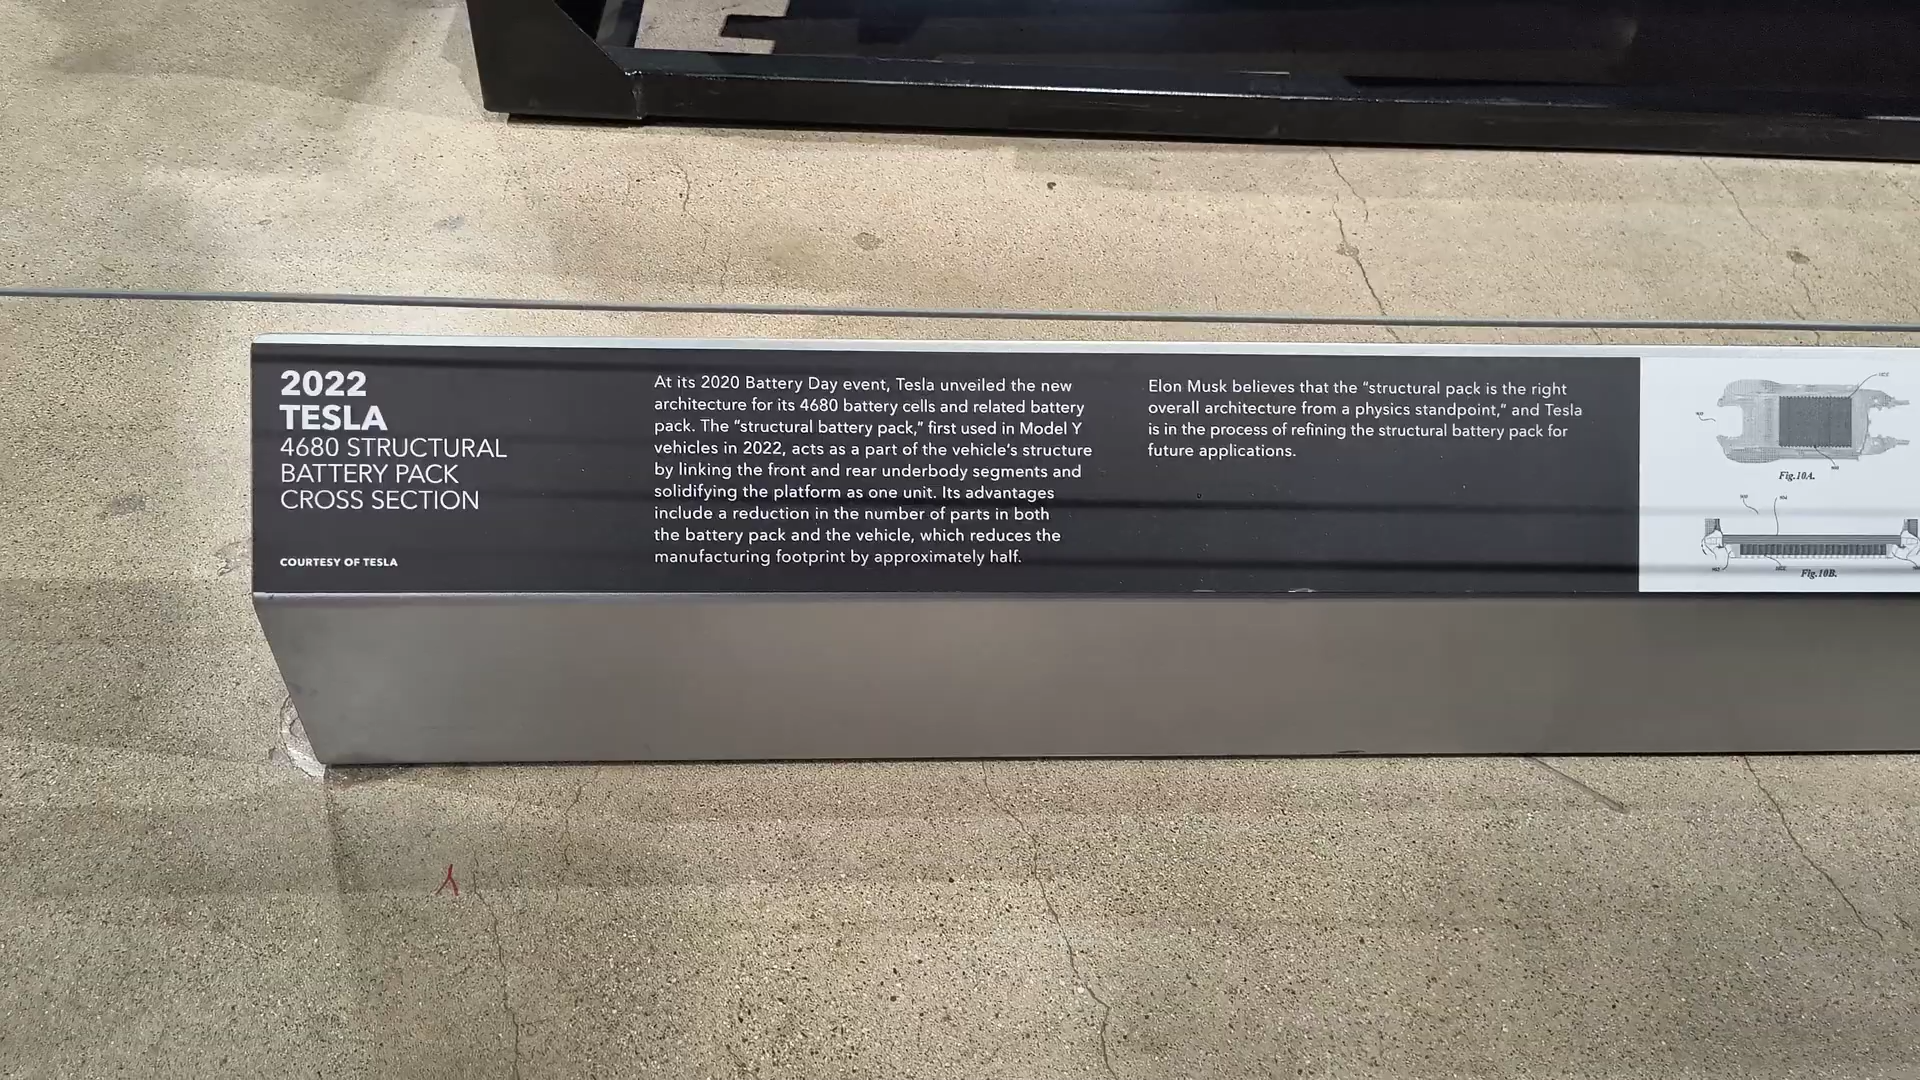 2022
TESLA
4680 STRUCTURAL
BATTERY PACK
CROSS SECTION
COURTESY OF TESLA
At its 2020 Battery Day event, Tesla unveiled the new
architecture for its 4680 battery cells and related battery
pack. The “structural battery pack,” first used in Model Y
vehicles in 2022, acts as a part of the vehicle’s structure
by linking the front and rear underbody segments and
solidifying the platform as one unit. Its advantages
include a reduction in the number of parts in both
the battery pack and the vehicle, which reduces the
manufacturing footprint by approximately half.
Elon Musk believes that the “structural pack is the right
overall architecture from a physics standpoint,” and Tesla
is in the process of refining the structural battery pack for
future applications.
Fig.10A.
Fig.10B.